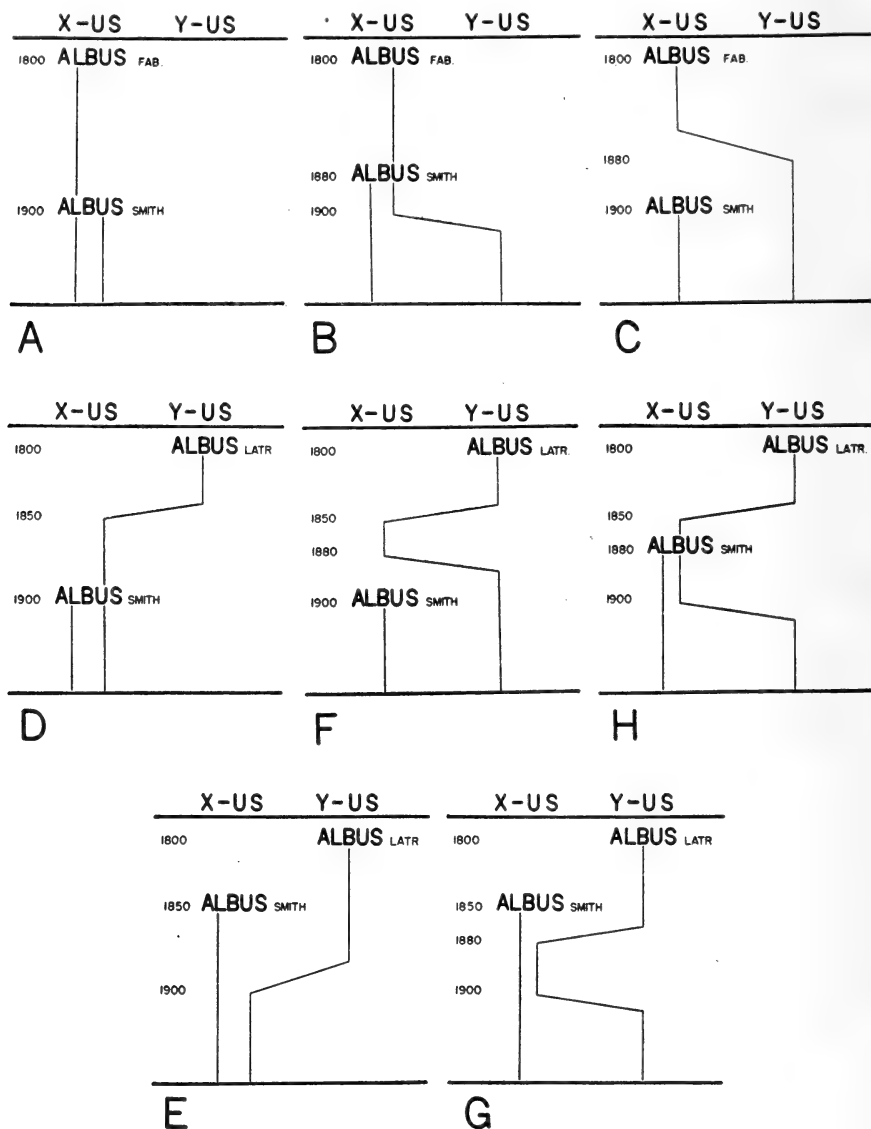 X-US Y-US X-US Y-US X-US Y-US
1800 ALBUS FAB. 1800 ALBUS FAB. 1800 ALBUS FAB.
1880 ALBUS SMITH 1880
1900 ALBUS SMITH 1900 1900 ALBUS SMITH
A B C
X-US Y-US X-US Y-US X-US Y-US
1800 ALBUS LATR 1800 ALBUS LATR. 1800 ALBUS LATR.
1850 1850 1850
1880 1880 ALBUS SMITH
1900 ALBUS SMITH 1900 ALBUS SMITH 1900
D F H
X-US Y-US X-US Y-US
1800 ALBUS LATR 1800 ALBUS LATR
1850 ALBUS SMITH 1850 ALBUS SMITH
1880
1900 1900
E G